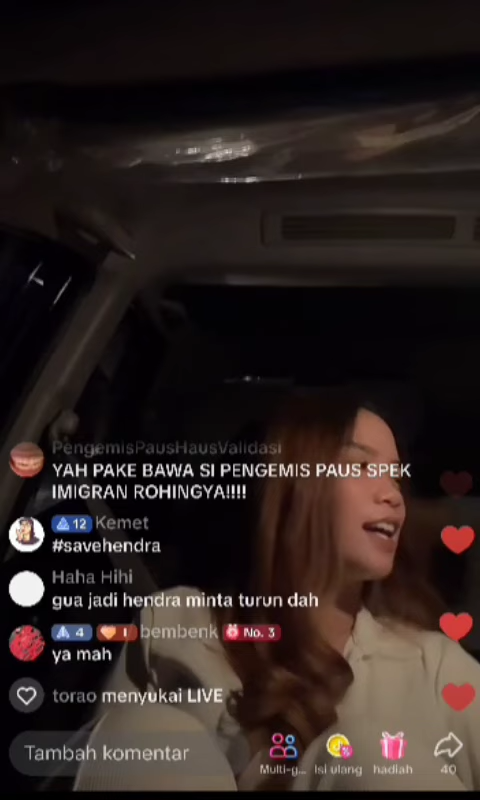 PengemisPausHausValidasi
YAH PAKE BAWA SI PENGEMIS PAUS SPEK
IMIGRAN ROHINGYA!!!!
12 Kemet
#savehendra
Haha Hihi
gua jadi hendra minta turun dah
4 1 bembenk No. 3
ya mah
torao menyukai LIVE
Tambah komentar
Multi-g... Isi ulang hadiah 40